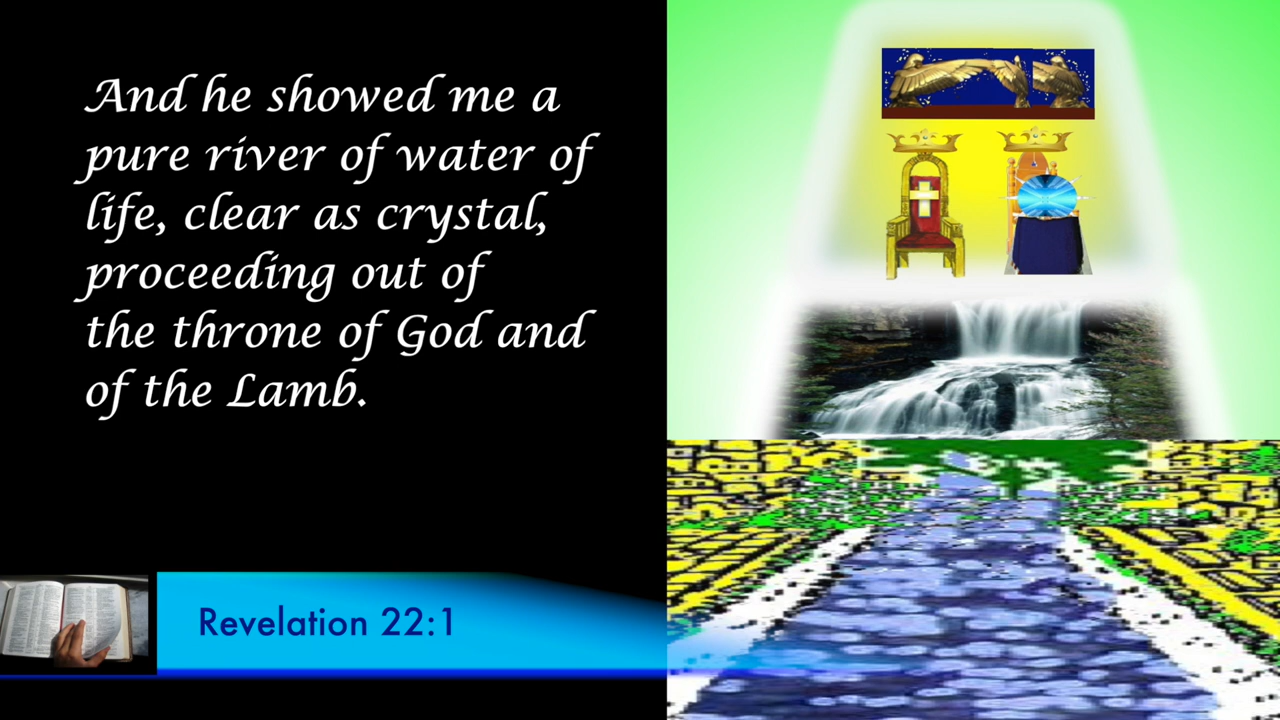 And he showed me a
pure river of water of
life, clear as crystal,
proceeding out of
the throne of God and
of the Lamb.
Revelation 22:1